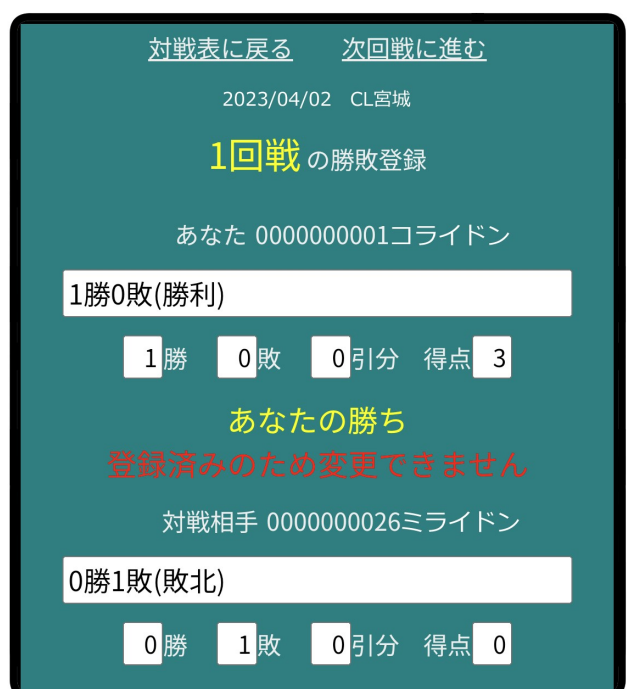 対戦表に戻る 次回戦に進む
2023/04/02 CL宮城
1回戦 の勝敗登録
あなた 0000000001コライドン
1勝0敗(勝利)
1勝 0敗 0引分 得点 3
あなたの勝ち
登録済みのため変更できません
対戦相手 0000000026ミライドン
0勝1敗(敗北)
0勝 1敗 0引分 得点 0